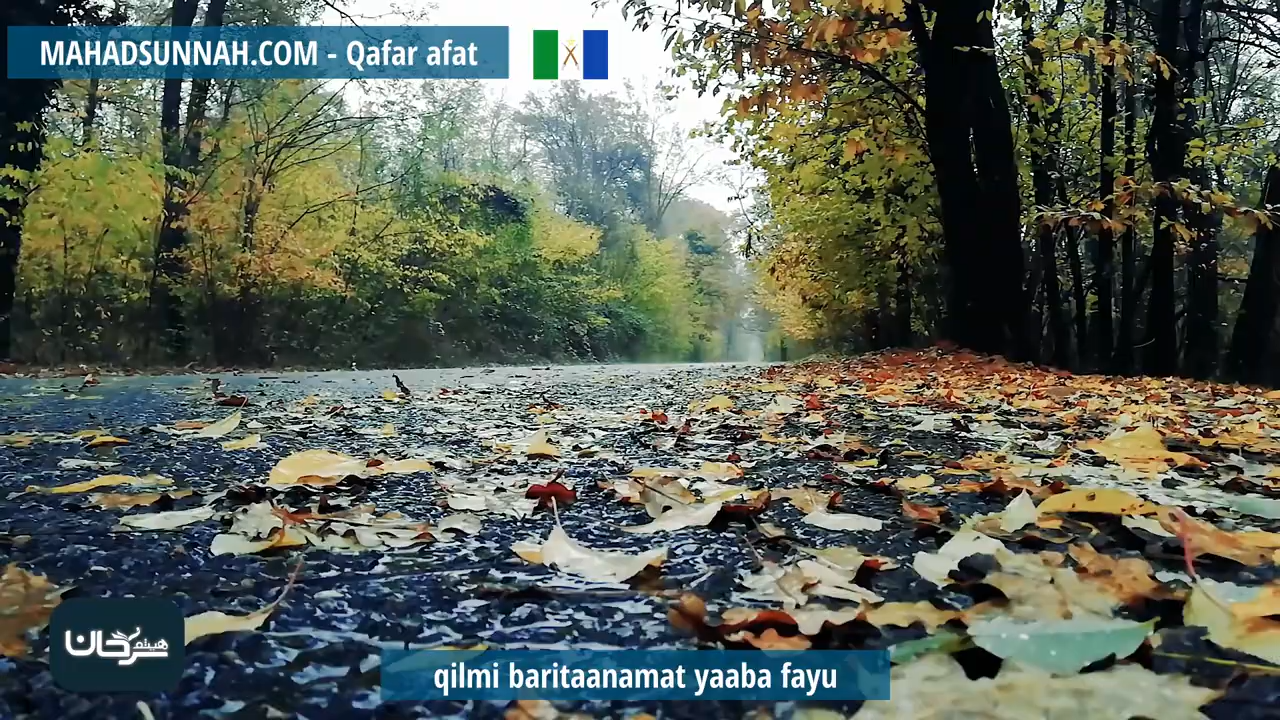 MAHADSUNNAH.COM - Qafar afat
هيثم
سرحان
qilmi baritaanamat yaaba fayu